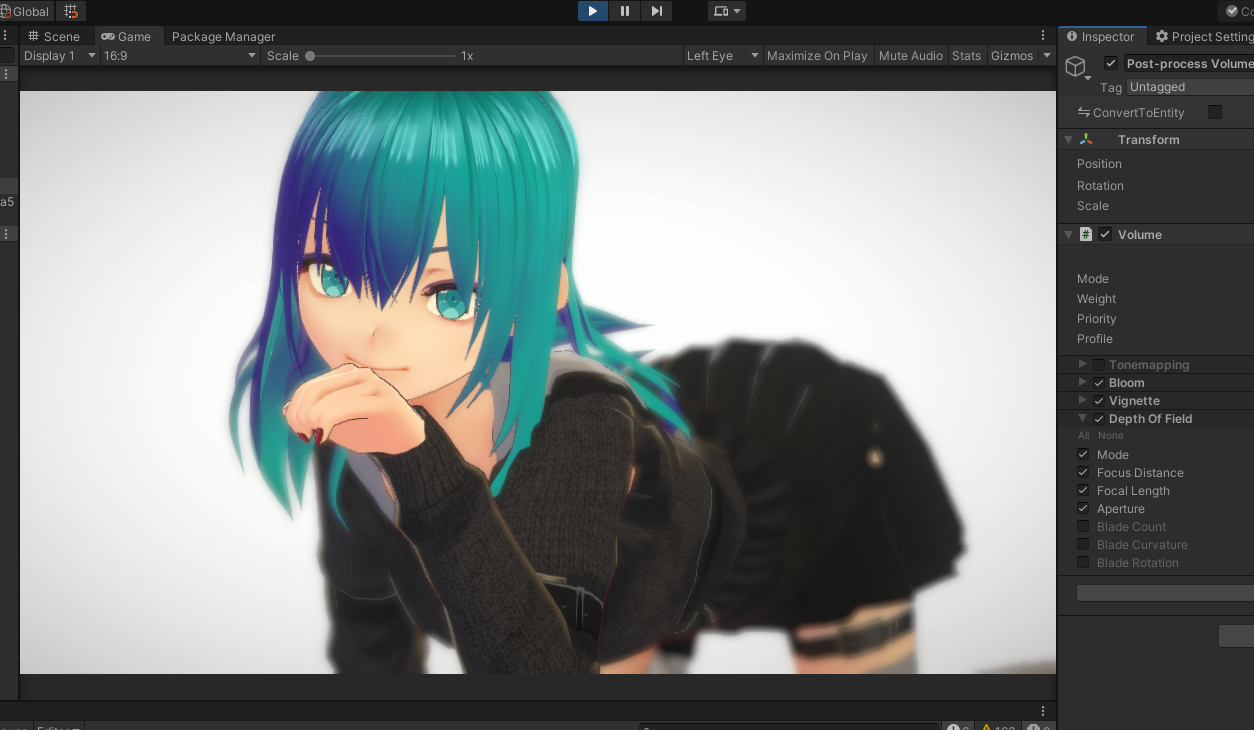 Global
Scene
Game
Package Manager
Inspector
Project Setting
Display 1
16:9
Scale
1x
Left Eye
Maximize On Play
Mute Audio
Stats
Gizmos
Post-process Volume
Tag
Untagged
ConvertToEntity
Transform
Position
Rotation
a5
Scale
#
Volume
Mode
Weight
Priority
Profile
Tonemapping
Bloom
Vignette
Depth Of Field
All None
Mode
Focus Distance
Focal Length
Aperture
Blade Count
Blade Curvature
Blade Rotation